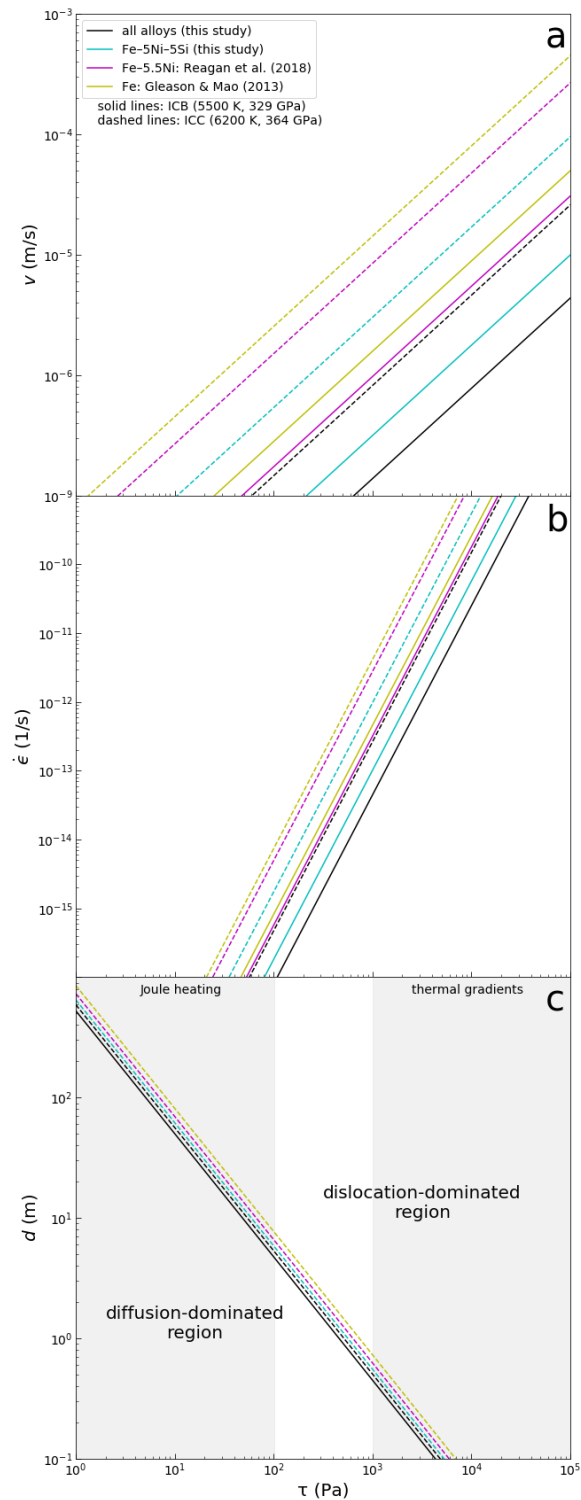 10⁻³
a
all alloys (this study)
Fe–5Ni–5Si (this study)
Fe–5.5Ni: Reagan et al. (2018)
Fe: Gleason & Mao (2013)
solid lines: ICB (5500 K, 329 GPa)
dashed lines: ICC (6200 K, 364 GPa)
10⁻⁴
v (m/s)
10⁻⁵
10⁻⁶
10⁻⁹
b
10⁻¹⁰
10⁻¹¹
10⁻¹²
ϵ̇ (1/s)
10⁻¹³
10⁻¹⁴
10⁻¹⁵
Joule heating
thermal gradients
c
10²
dislocation-dominated
region
d (m)
10¹
diffusion-dominated
region
10⁰
10⁻¹
10⁰ 10¹ 10² 10³ 10⁴ 10⁵
τ (Pa)